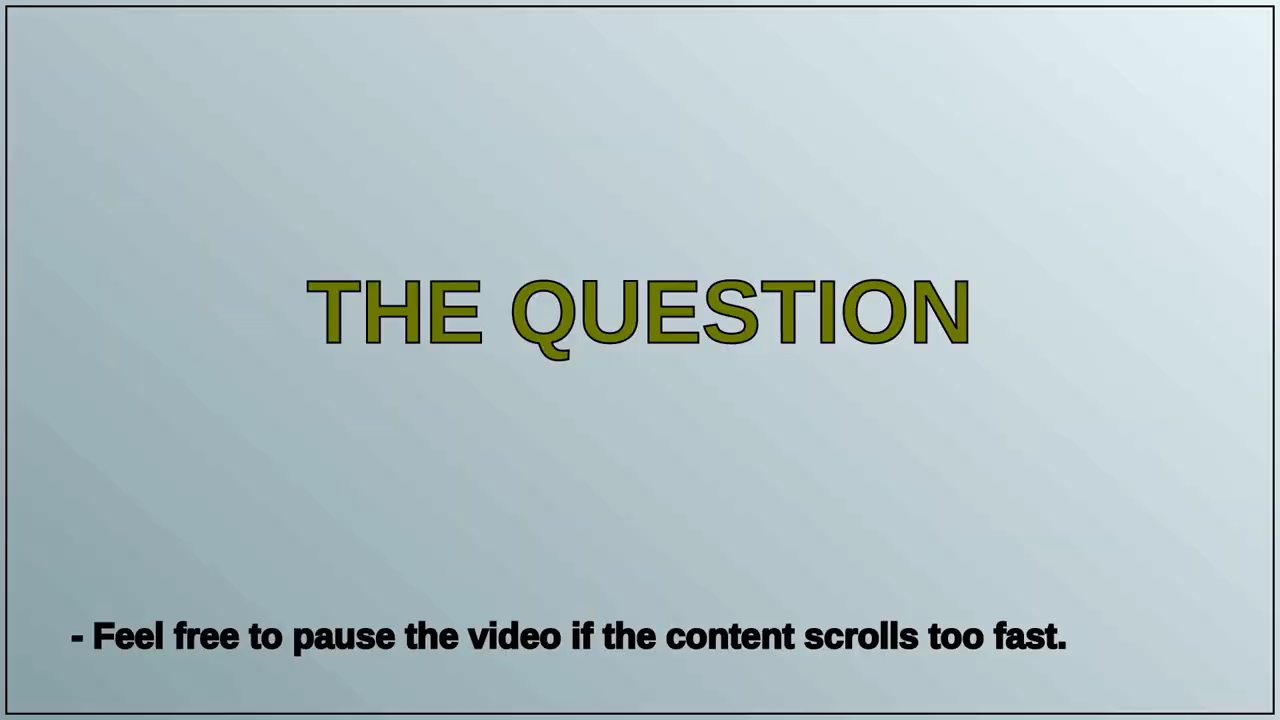 THE QUESTION
- Feel free to pause the video if the content scrolls too fast.